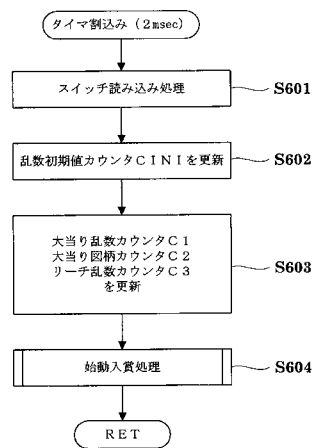 タイマ割込み（2msec）
スイッチ読み込み処理
S601
乱数初期値カウンタＣＩＮＩを更新
S602
大当り乱数カウンタＣ１
大当り図柄カウンタＣ２
リーチ乱数カウンタＣ３
を更新
S603
始動入賞処理
S604
ＲＥＴ